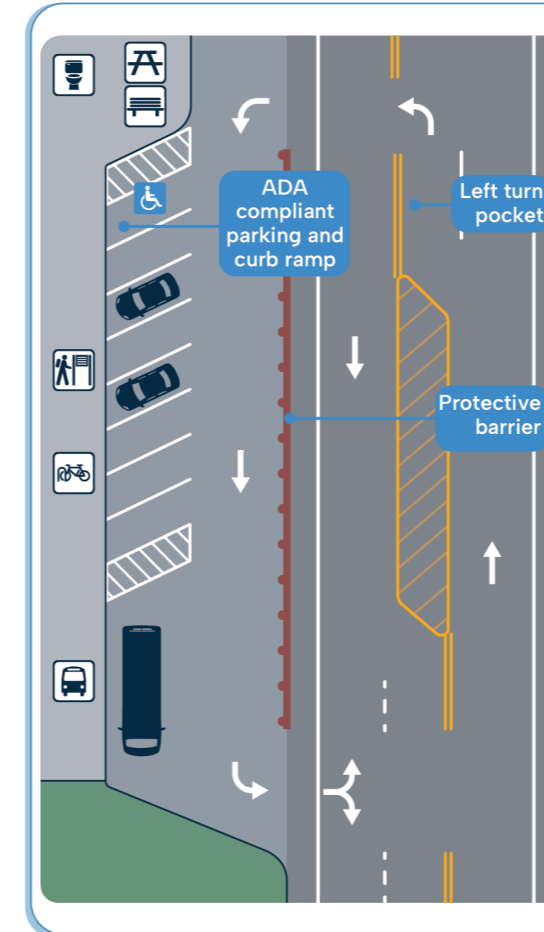 ADA
compliant
parking and
curb ramp
Left turn
pocket
Protective
barrier